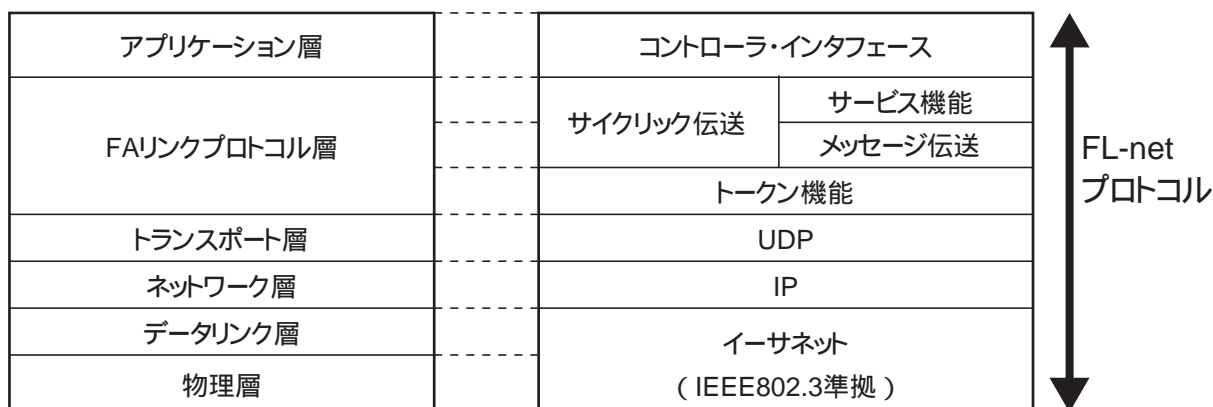 アプリケーション層
コントローラ・インタフェース
FAリンクプロトコル層
サイクリック伝送
サービス機能
メッセージ伝送
トークン機能
トランスポート層
UDP
ネットワーク層
IP
データリンク層
物理層
イーサネット
（IEEE802.3準拠）
FL-net
プロトコル